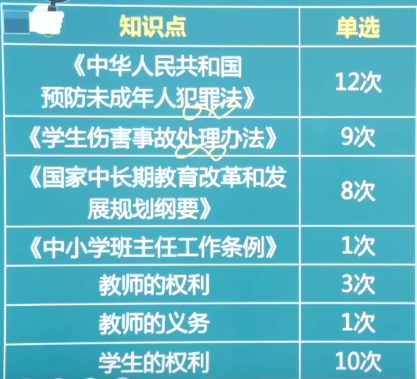 知识点 单选
《中华人民共和国
预防未成年人犯罪法》 12次
《学生伤害事故处理办法》 9次
《国家中长期教育改革和发
展规划纲要》 8次
《中小学班主任工作条例》 1次
教师的权利 3次
教师的义务 1次
学生的权利 10次